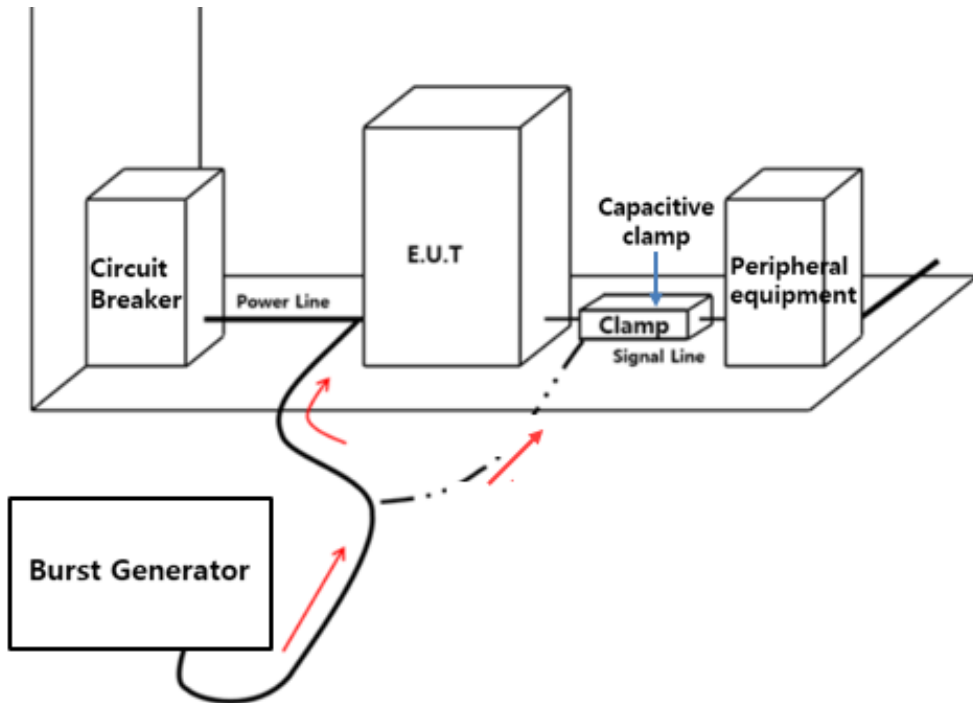 Capacitive
clamp
E.U.T
Circuit
Breaker
Peripheral
equipment
Power Line
Clamp
Signal Line
Burst Generator